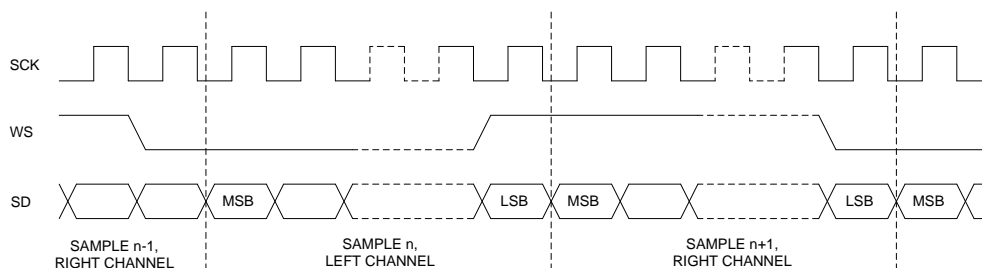 SCK
WS
SD
MSB
LSB
MSB
LSB
MSB
SAMPLE n-1,
RIGHT CHANNEL
SAMPLE n,
LEFT CHANNEL
SAMPLE n+1,
RIGHT CHANNEL